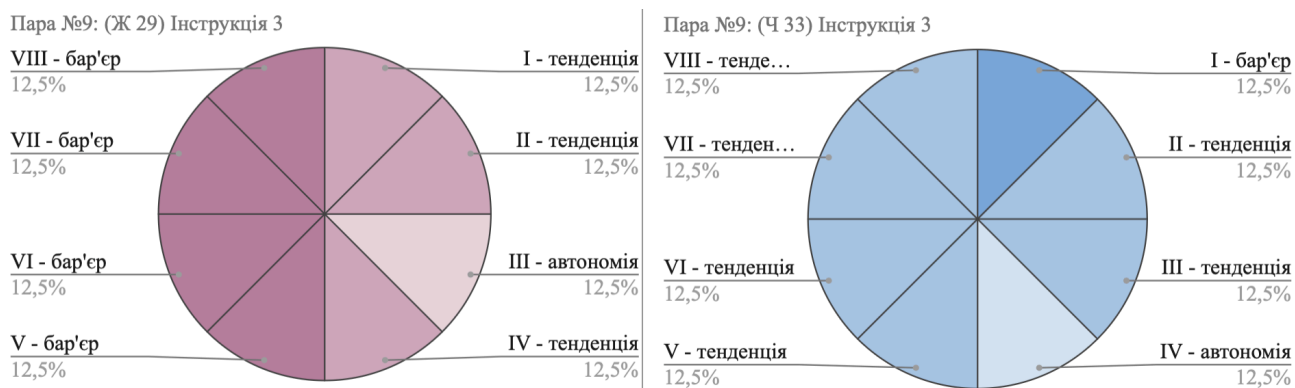 Пара №9: (Ж 29) Інструкція 3
VIII - бар'єр
12,5%
VII - бар'єр
12,5%
VI - бар'єр
12,5%
V - бар'єр
12,5%
I - тенденція
12,5%
II - тенденція
12,5%
III - автономія
12,5%
IV - тенденція
12,5%
Пара №9: (Ч 33) Інструкція 3
VIII - тенде…
12,5%
VII - тенден…
12,5%
VI - тенденція
12,5%
V - тенденція
12,5%
I - бар'єр
12,5%
II - тенденція
12,5%
III - тенденція
12,5%
IV - автономія
12,5%